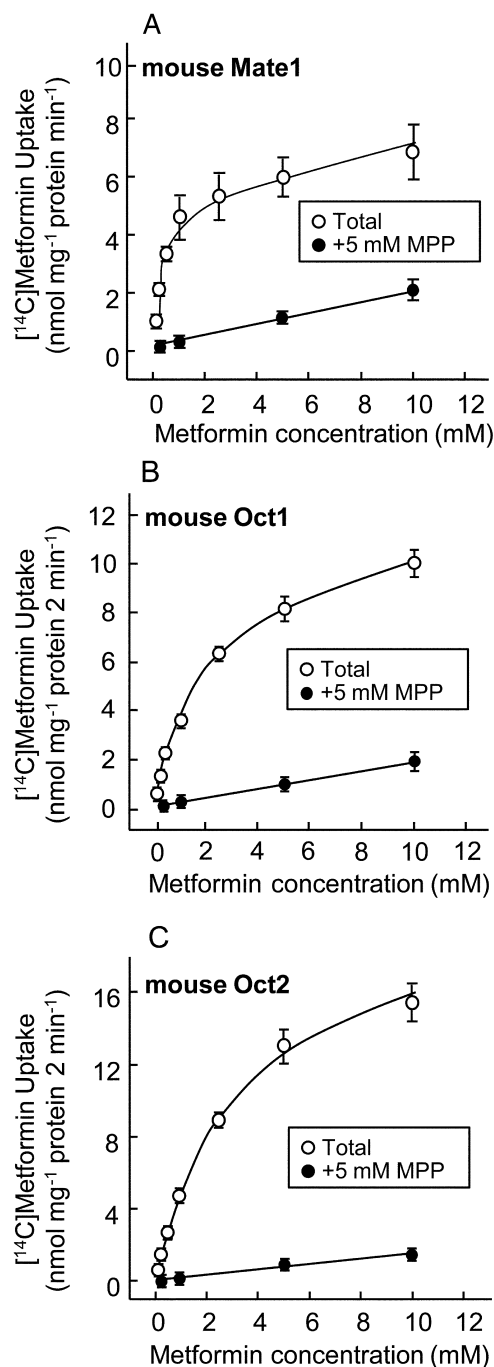 A
mouse Mate1
[¹⁴C]Metformin Uptake
(nmol mg⁻¹ protein min⁻¹)
10
8
6
4
2
0
Total
+5 mM MPP
0 2 4 6 8 10 12
Metformin concentration (mM)
B
mouse Oct1
[¹⁴C]Metformin Uptake
(nmol mg⁻¹ protein 2 min⁻¹)
12
10
8
6
4
2
0
Total
+5 mM MPP
0 2 4 6 8 10 12
Metformin concentration (mM)
C
mouse Oct2
[¹⁴C]Metformin Uptake
(nmol mg⁻¹ protein 2 min⁻¹)
16
12
8
4
0
Total
+5 mM MPP
0 2 4 6 8 10 12
Metformin concentration (mM)